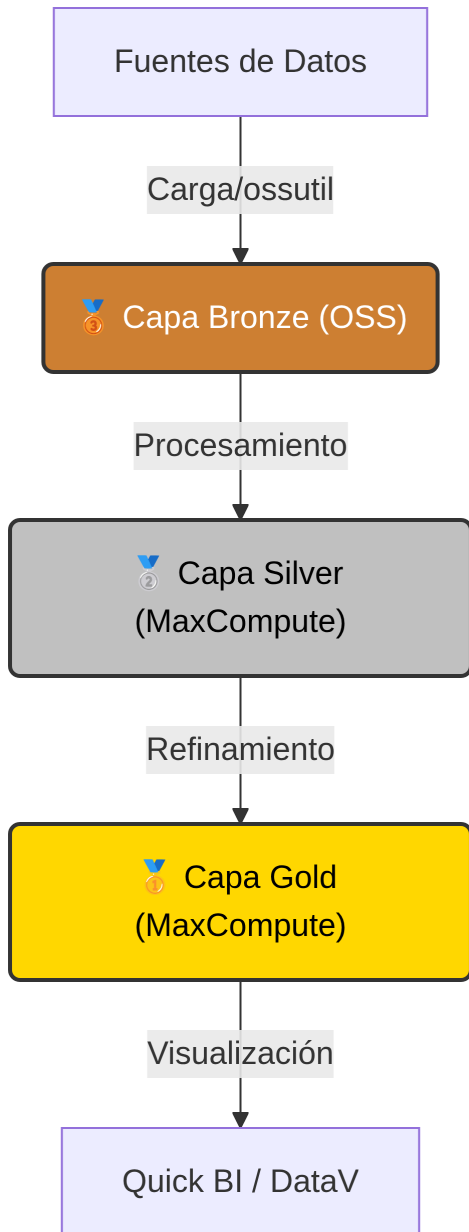 Fuentes de Datos
Carga/ossutil
🥉 Capa Bronze (OSS)
Procesamiento
🥈 Capa Silver
(MaxCompute)
Refinamiento
🥇 Capa Gold
(MaxCompute)
Visualización
Quick BI / DataV